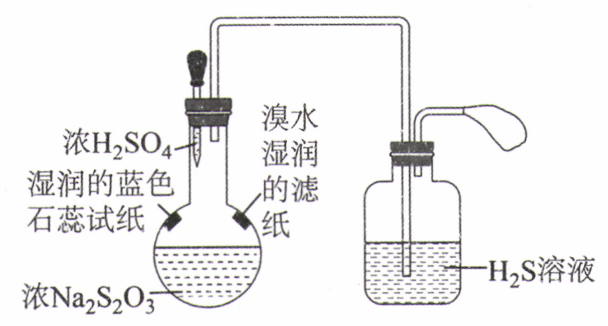 浓H₂SO₄
湿润的蓝色
石蕊试纸
溴水
湿润
的滤
纸
浓Na₂S₂O₃
H₂S溶液